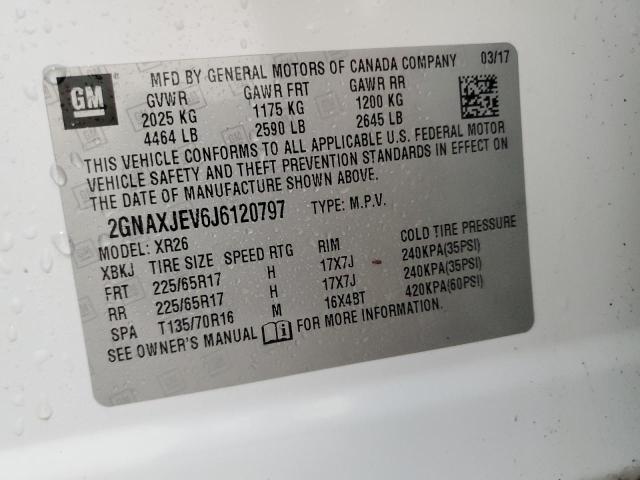 GM
MFD BY GENERAL MOTORS OF CANADA COMPANY 03/17
GVWR GAWR FRT GAWR RR
2025 KG 1175 KG 1200 KG
4464 LB 2590 LB 2645 LB
THIS VEHICLE CONFORMS TO ALL APPLICABLE U.S. FEDERAL MOTOR
VEHICLE SAFETY AND THEFT PREVENTION STANDARDS IN EFFECT ON
THE DATE OF MANUFACTURE SHOWN ABOVE.
2GNAXJEV6J6120797 TYPE: M.P.V.
MODEL: XR26
XBKJ TIRE SIZE SPEED RTG RIM COLD TIRE PRESSURE
FRT 225/65R17 H 17X7J 240KPA(35PSI)
RR 225/65R17 H 17X7J 240KPA(35PSI)
SPA T135/70R16 M 16X4BT 420KPA(60PSI)
SEE OWNER'S MANUAL FOR MORE INFORMATION.